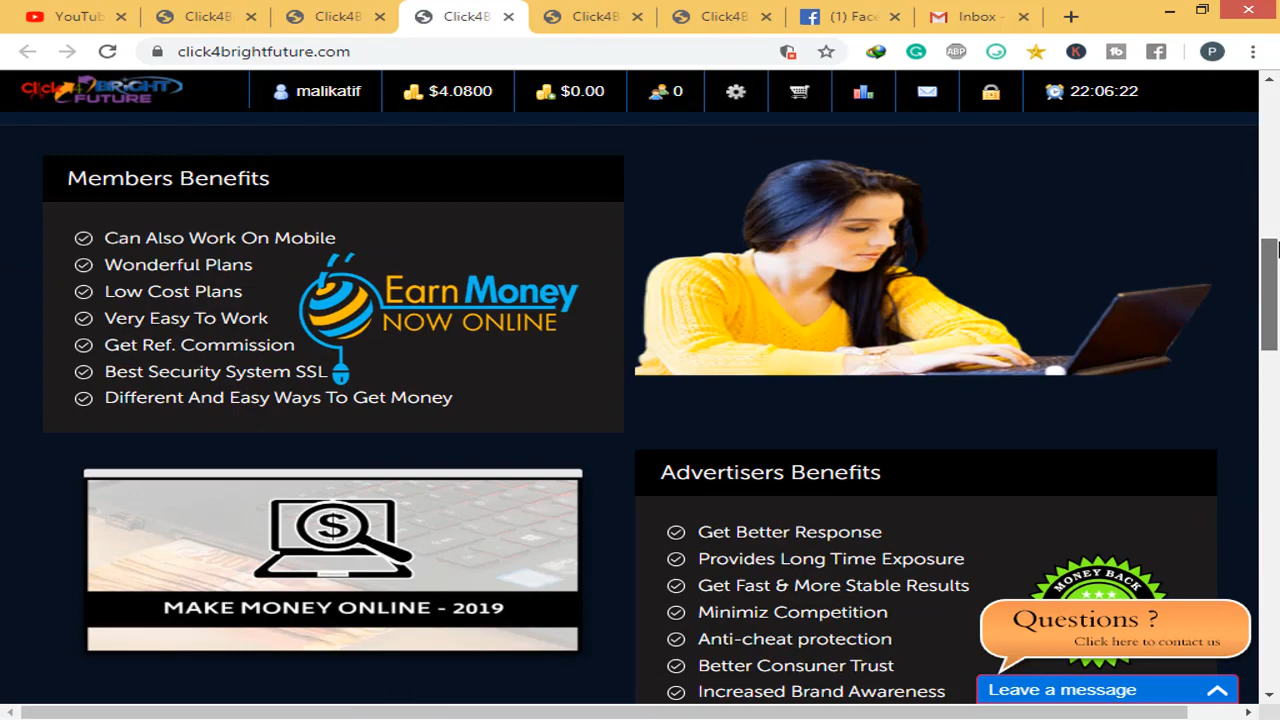 YouTub
Click4B
Click4B
Click4B
Click4B
Click4B
(1) Face
Inbox -
click4brightfuture.com
ABP
K
P
Click4BRIGHT
FUTURE
malikatif
$4.0800
$0.00
0
22:06:22
Members Benefits
Can Also Work On Mobile
Wonderful Plans
Low Cost Plans
Very Easy To Work
Get Ref. Commission
Best Security System SSL
Different And Easy Ways To Get Money
Earn Money
NOW ONLINE
$
MAKE MONEY ONLINE - 2019
Advertisers Benefits
Get Better Response
Provides Long Time Exposure
Get Fast & More Stable Results
Minimiz Competition
Anti-cheat protection
Better Consuner Trust
Increased Brand Awareness
MONEY BACK
Questions ?
Click here to contact us
Leave a message